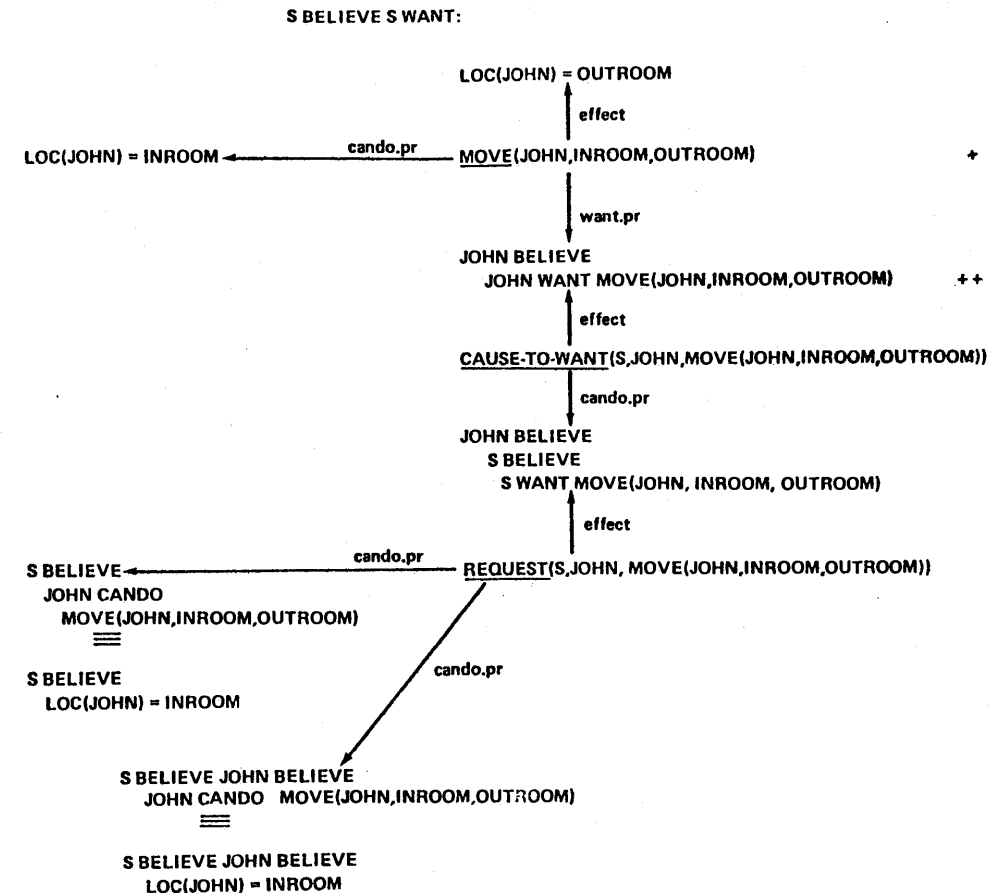 S BELIEVE S WANT:
LOC(JOHN) = OUTROOM
effect
LOC(JOHN) = INROOM cando.pr MOVE(JOHN,INROOM,OUTROOM) +
want.pr
JOHN BELIEVE
JOHN WANT MOVE(JOHN,INROOM,OUTROOM) ++
effect
CAUSE-TO-WANT(S,JOHN,MOVE(JOHN,INROOM,OUTROOM))
cando.pr
JOHN BELIEVE
S BELIEVE
S WANT MOVE(JOHN, INROOM, OUTROOM)
effect
S BELIEVE cando.pr REQUEST(S,JOHN, MOVE(JOHN,INROOM,OUTROOM))
JOHN CANDO
MOVE(JOHN,INROOM,OUTROOM)
≡
cando.pr
S BELIEVE
LOC(JOHN) = INROOM
S BELIEVE JOHN BELIEVE
JOHN CANDO MOVE(JOHN,INROOM,OUTROOM)
≡
S BELIEVE JOHN BELIEVE
LOC(JOHN) = INROOM